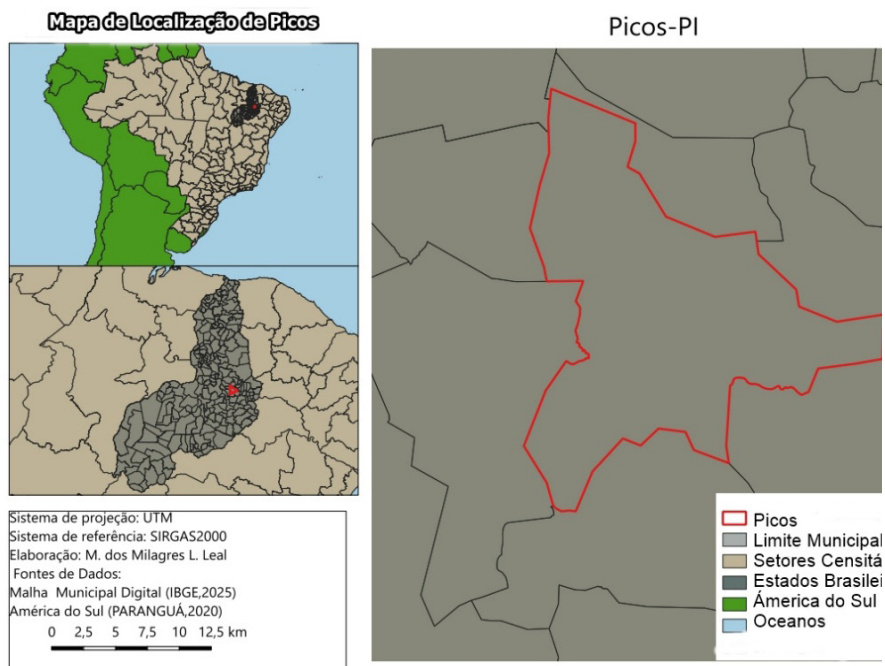 Mapa de Localização de Picos
Picos-PI
Sistema de projeção: UTM
Sistema de referência: SIRGAS2000
Elaboração: M. dos Milagres L. Leal
Fontes de Dados:
Malha Municipal Digital (IBGE,2025)
América do Sul (PARANGUÁ,2020)
0 2,5 5 7,5 10 12,5 km
Picos
Limite Municipal
Setores Censitá
Estados Brasilei
Ámerica do Sul
Oceanos